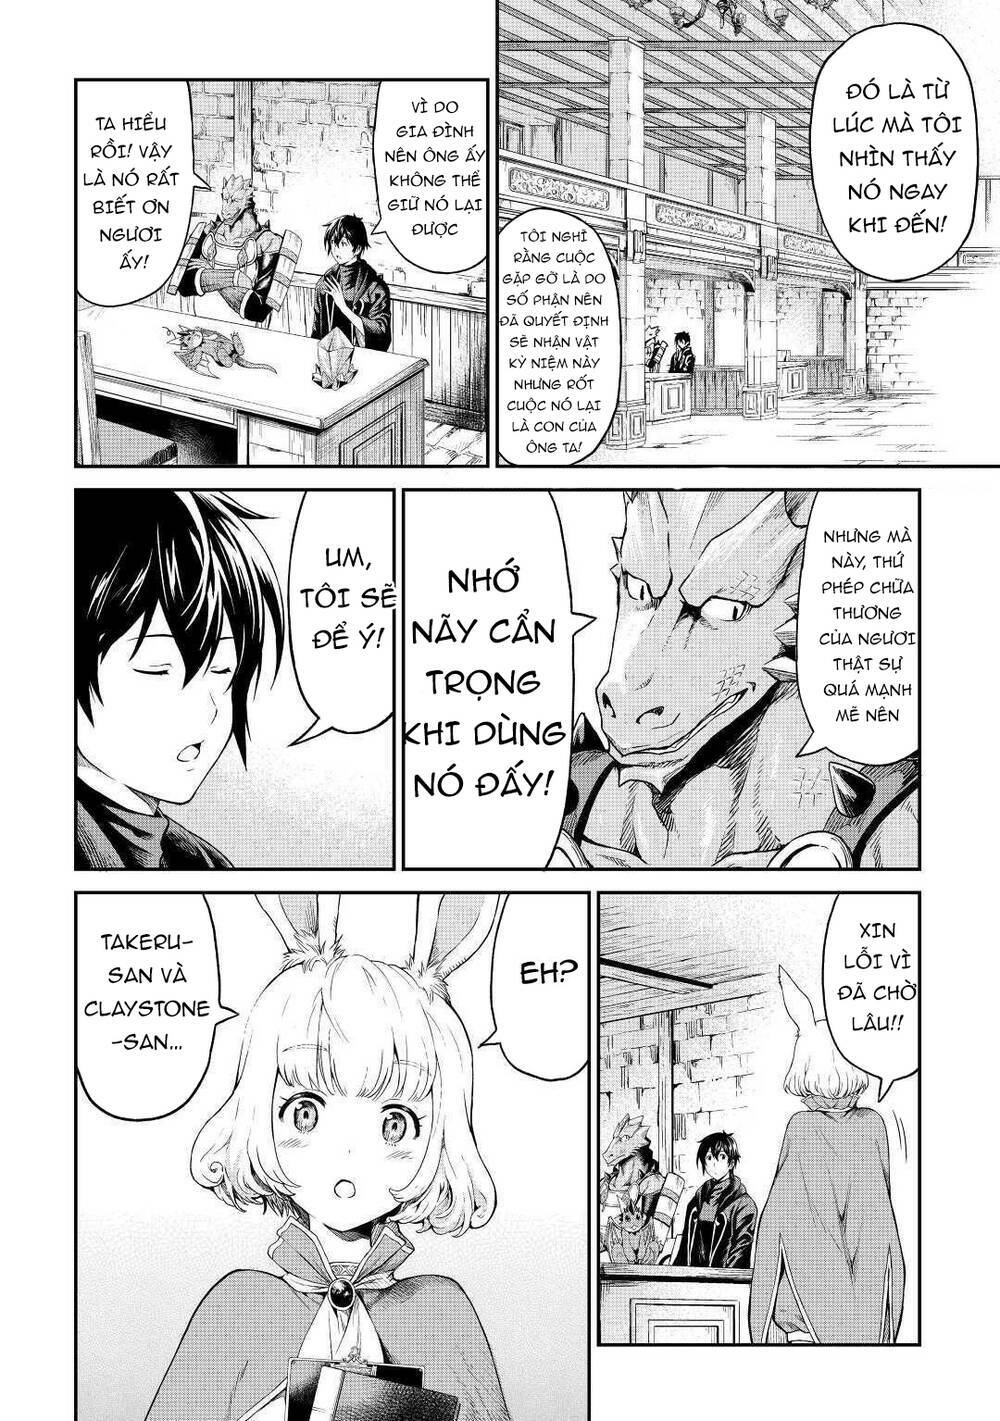 ĐÓ LÀ TỪ
LÚC MÀ TÔI
NHÌN THẤY
NÓ NGAY
KHI ĐẾN!
TÔI NGHĨ
RẰNG CUỘC
GẶP GỠ LÀ DO
SỐ PHẬN NÊN
ĐÃ QUYẾT ĐỊNH
SẼ NHẬN VẬT
KỶ NIỆM NÀY
NHƯNG RỐT
CUỘC NÓ LẠI
LÀ CON CỦA
ÔNG TA!
VÌ DO
GIA ĐÌNH
NÊN ÔNG ẤY
KHÔNG THỂ
GIỮ NÓ LẠI
ĐƯỢC
TA HIỂU
RỒI! VẬY
LÀ NÓ RẤT
BIẾT ƠN
NGƯƠI
ẤY!
NHƯNG MÀ
NÀY, THỨ
PHÉP CHỮA
THƯƠNG
CỦA NGƯƠI
THẬT SỰ
QUÁ MẠNH
MẼ NÊN
NHỚ
NÃY CẨN
TRỌNG
KHI DÙNG
NÓ ĐẤY!
UM,
TÔI SẼ
ĐỂ Ý!
XIN
LỖI VÌ
ĐÃ CHỜ
LÂU!!
EH?
TAKERU-
SAN VÀ
CLAYSTONE
-SAN...